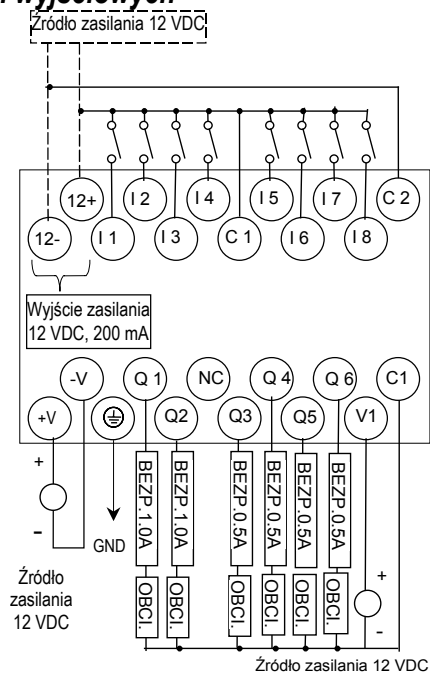 i wyjściowych
Źródło zasilania 12 VDC
12+
I 2
I 4
I 5
I 7
C 2
12-
I 1
I 3
C 1
I 6
I 8
Wyjście zasilania
12 VDC, 200 mA
-V
Q 1
NC
Q 4
Q 6
C1
+V
Q2
Q3
Q5
V1
+
-
GND
Źródło
zasilania
12 VDC
BEZP.1.0A
BEZP.1.0A
BEZP.0.5A
BEZP.0.5A
BEZP.0.5A
BEZP.0.5A
OBCI.
OBCI.
OBCI.
OBCI.
OBCI.
OBCI.
+
-
Źródło zasilania 12 VDC